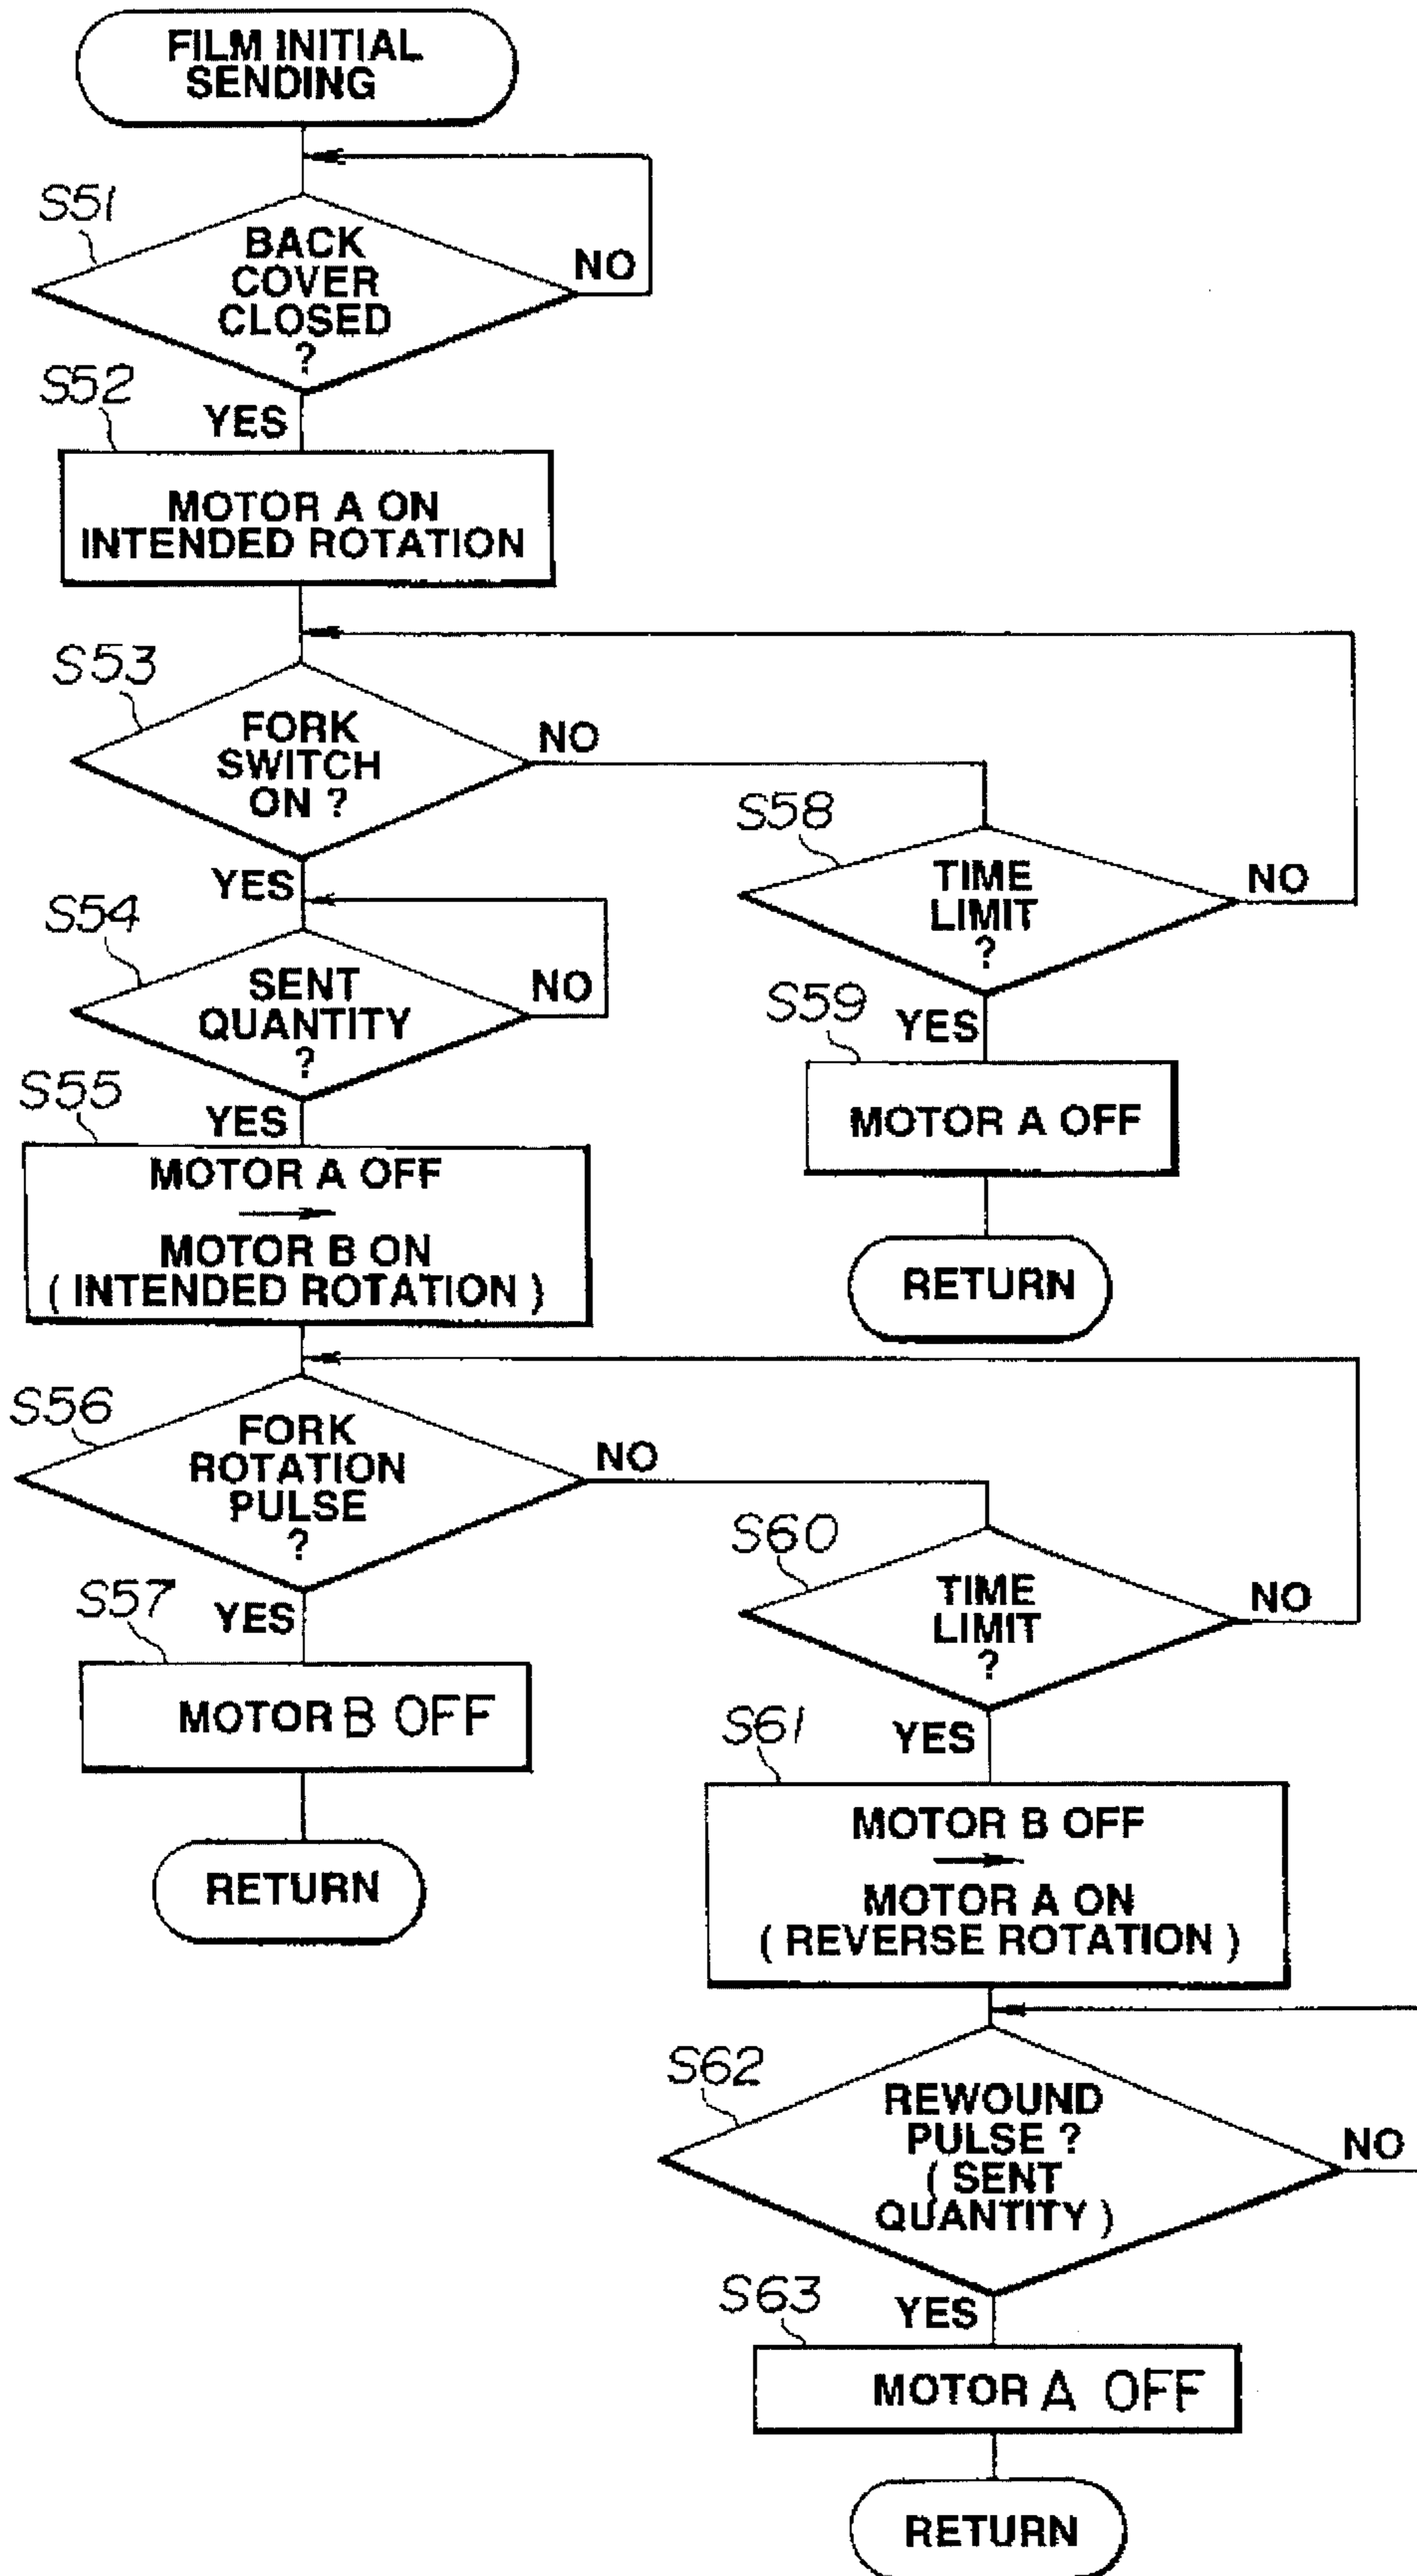 FILM INITIAL
SENDING
S51
BACK
COVER
CLOSED
?
NO
YES
S52
MOTOR A ON
INTENDED ROTATION
S53
FORK
SWITCH
ON ?
NO
YES
S58
TIME
LIMIT
?
NO
YES
S54
SENT
QUANTITY
?
NO
YES
S59
MOTOR A OFF
RETURN
S55
MOTOR A OFF
→
MOTOR B ON
( INTENDED ROTATION )
S56
FORK
ROTATION
PULSE
?
NO
YES
S57
MOTOR B OFF
RETURN
S60
TIME
LIMIT
?
NO
YES
S61
MOTOR B OFF
→
MOTOR A ON
( REVERSE ROTATION )
S62
REWOUND
PULSE ?
( SENT
QUANTITY )
NO
YES
S63
MOTOR A OFF
RETURN